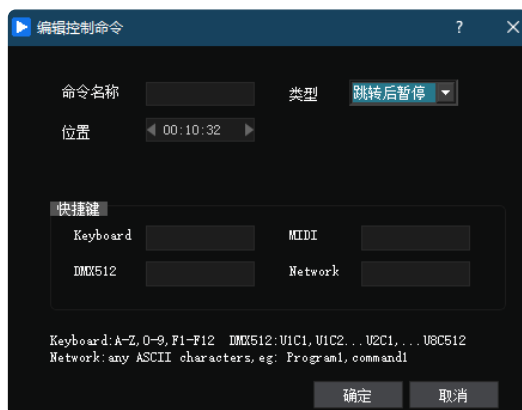 编辑控制命令 ?
命令名称 类型 跳转后暂停
位置 00:10:32
快捷键
Keyboard MIDI
DMX512 Network
Keyboard:A-Z,0-9,F1-F12 DMX512:U1C1,U1C2...U2C1,...U8C512
Network:any ASCII characters,eg: Program1,command1
确定 取消